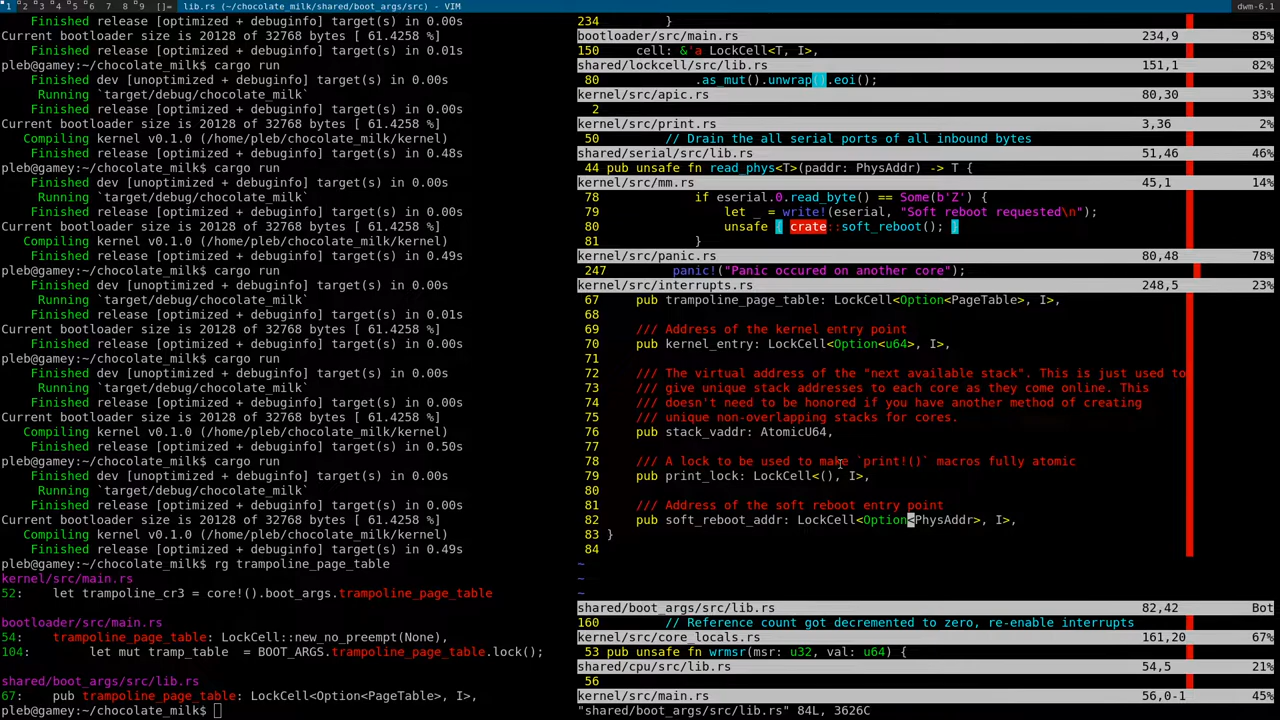 1 2 3 4 5 6 7 8 9 []= lib.rs (~/chocolate_milk/shared/boot_args/src) - VIM dwm-6.1
Finished release [optimized + debuginfo] target(s) in 0.00s
Current bootloader size is 20128 of 32768 bytes [ 61.4258 %]
Finished release [optimized + debuginfo] target(s) in 0.01s
pleb@gamey:~/chocolate_milk$ cargo run
Finished dev [unoptimized + debuginfo] target(s) in 0.00s
Running `target/debug/chocolate_milk`
Finished release [optimized + debuginfo] target(s) in 0.00s
Current bootloader size is 20128 of 32768 bytes [ 61.4258 %]
Compiling kernel v0.1.0 (/home/pleb/chocolate_milk/kernel)
Finished release [optimized + debuginfo] target(s) in 0.48s
pleb@gamey:~/chocolate_milk$ cargo run
Finished dev [unoptimized + debuginfo] target(s) in 0.00s
Running `target/debug/chocolate_milk`
Finished release [optimized + debuginfo] target(s) in 0.00s
Current bootloader size is 20128 of 32768 bytes [ 61.4258 %]
Compiling kernel v0.1.0 (/home/pleb/chocolate_milk/kernel)
Finished release [optimized + debuginfo] target(s) in 0.49s
pleb@gamey:~/chocolate_milk$ cargo run
Finished dev [unoptimized + debuginfo] target(s) in 0.00s
Running `target/debug/chocolate_milk`
Finished release [optimized + debuginfo] target(s) in 0.01s
Current bootloader size is 20128 of 32768 bytes [ 61.4258 %]
Finished release [optimized + debuginfo] target(s) in 0.00s
pleb@gamey:~/chocolate_milk$ cargo run
Finished dev [unoptimized + debuginfo] target(s) in 0.00s
Running `target/debug/chocolate_milk`
Finished release [optimized + debuginfo] target(s) in 0.00s
Current bootloader size is 20128 of 32768 bytes [ 61.4258 %]
Compiling kernel v0.1.0 (/home/pleb/chocolate_milk/kernel)
Finished release [optimized + debuginfo] target(s) in 0.50s
pleb@gamey:~/chocolate_milk$ cargo run
Finished dev [unoptimized + debuginfo] target(s) in 0.00s
Running `target/debug/chocolate_milk`
Finished release [optimized + debuginfo] target(s) in 0.00s
Current bootloader size is 20128 of 32768 bytes [ 61.4258 %]
Compiling kernel v0.1.0 (/home/pleb/chocolate_milk/kernel)
Finished release [optimized + debuginfo] target(s) in 0.49s
pleb@gamey:~/chocolate_milk$ rg trampoline_page_table
kernel/src/main.rs
52: let trampoline_cr3 = core!().boot_args.trampoline_page_table
bootloader/src/main.rs
54: trampoline_page_table: LockCell::new_no_preempt(None),
104: let mut tramp_table = BOOT_ARGS.trampoline_page_table.lock();
shared/boot_args/src/lib.rs
67: pub trampoline_page_table: LockCell<Option<PageTable>, I>,
pleb@gamey:~/chocolate_milk$
234 }
bootloader/src/main.rs 234,9 85%
150 cell: &'a LockCell<T, I>,
shared/lockcell/src/lib.rs 151,1 82%
80 .as_mut().unwrap().eoi();
kernel/src/apic.rs 80,30 33%
2
kernel/src/print.rs 3,36 2%
50 // Drain the all serial ports of all inbound bytes
shared/serial/src/lib.rs 51,46 46%
44 pub unsafe fn read_phys<T>(paddr: PhysAddr) -> T {
kernel/src/mm.rs 45,1 14%
78 if eserial.0.read_byte() == Some(b'Z') {
79 let _ = write!(eserial, "Soft reboot requested\n");
80 unsafe { crate::soft_reboot(); }
81 }
kernel/src/panic.rs 80,48 78%
247 panic!("Panic occured on another core");
kernel/src/interrupts.rs 248,5 23%
67 pub trampoline_page_table: LockCell<Option<PageTable>, I>,
68
69 /// Address of the kernel entry point
70 pub kernel_entry: LockCell<Option<u64>, I>,
71
72 /// The virtual address of the "next available stack". This is just used to
73 /// give unique stack addresses to each core as they come online. This
74 /// doesn't need to be honored if you have another method of creating
75 /// unique non-overlapping stacks for cores.
76 pub stack_vaddr: AtomicU64,
77
78 /// A lock to be used to make `print!()` macros fully atomic
79 pub print_lock: LockCell<(), I>,
80
81 /// Address of the soft reboot entry point
82 pub soft_reboot_addr: LockCell<Option<PhysAddr>, I>,
83 }
84
~
~
~
shared/boot_args/src/lib.rs 82,42 Bot
160 // Reference count got decremented to zero, re-enable interrupts
kernel/src/core_locals.rs 161,20 67%
53 pub unsafe fn wrmsr(msr: u32, val: u64) {
shared/cpu/src/lib.rs 54,5 21%
56
kernel/src/main.rs 56,0-1 45%
"shared/boot_args/src/lib.rs" 84L, 3626C